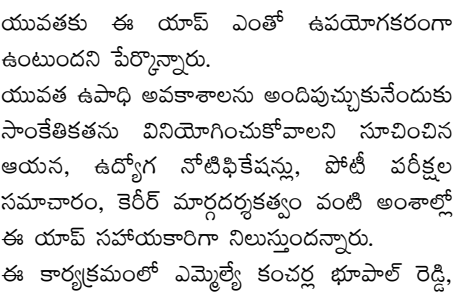 యువతకు ఈ యాప్ ఎంతో ఉపయోగకరంగా
ఉంటుందని పేర్కొన్నారు.
యువత ఉపాధి అవకాశాలను అందిపుచ్చుకునేందుకు
సాంకేతికతను వినియోగించుకోవాలని సూచించిన
ఆయన, ఉద్యోగ నోటిఫికేషన్లు, పోటీ పరీక్షల
సమాచారం, కెరీర్ మార్గదర్శకత్వం వంటి అంశాల్లో
ఈ యాప్ సహాయకారిగా నిలుస్తుందన్నారు.
ఈ కార్యక్రమంలో ఎమ్మెల్యే కంచర్ల భూపాల్ రెడ్డి,